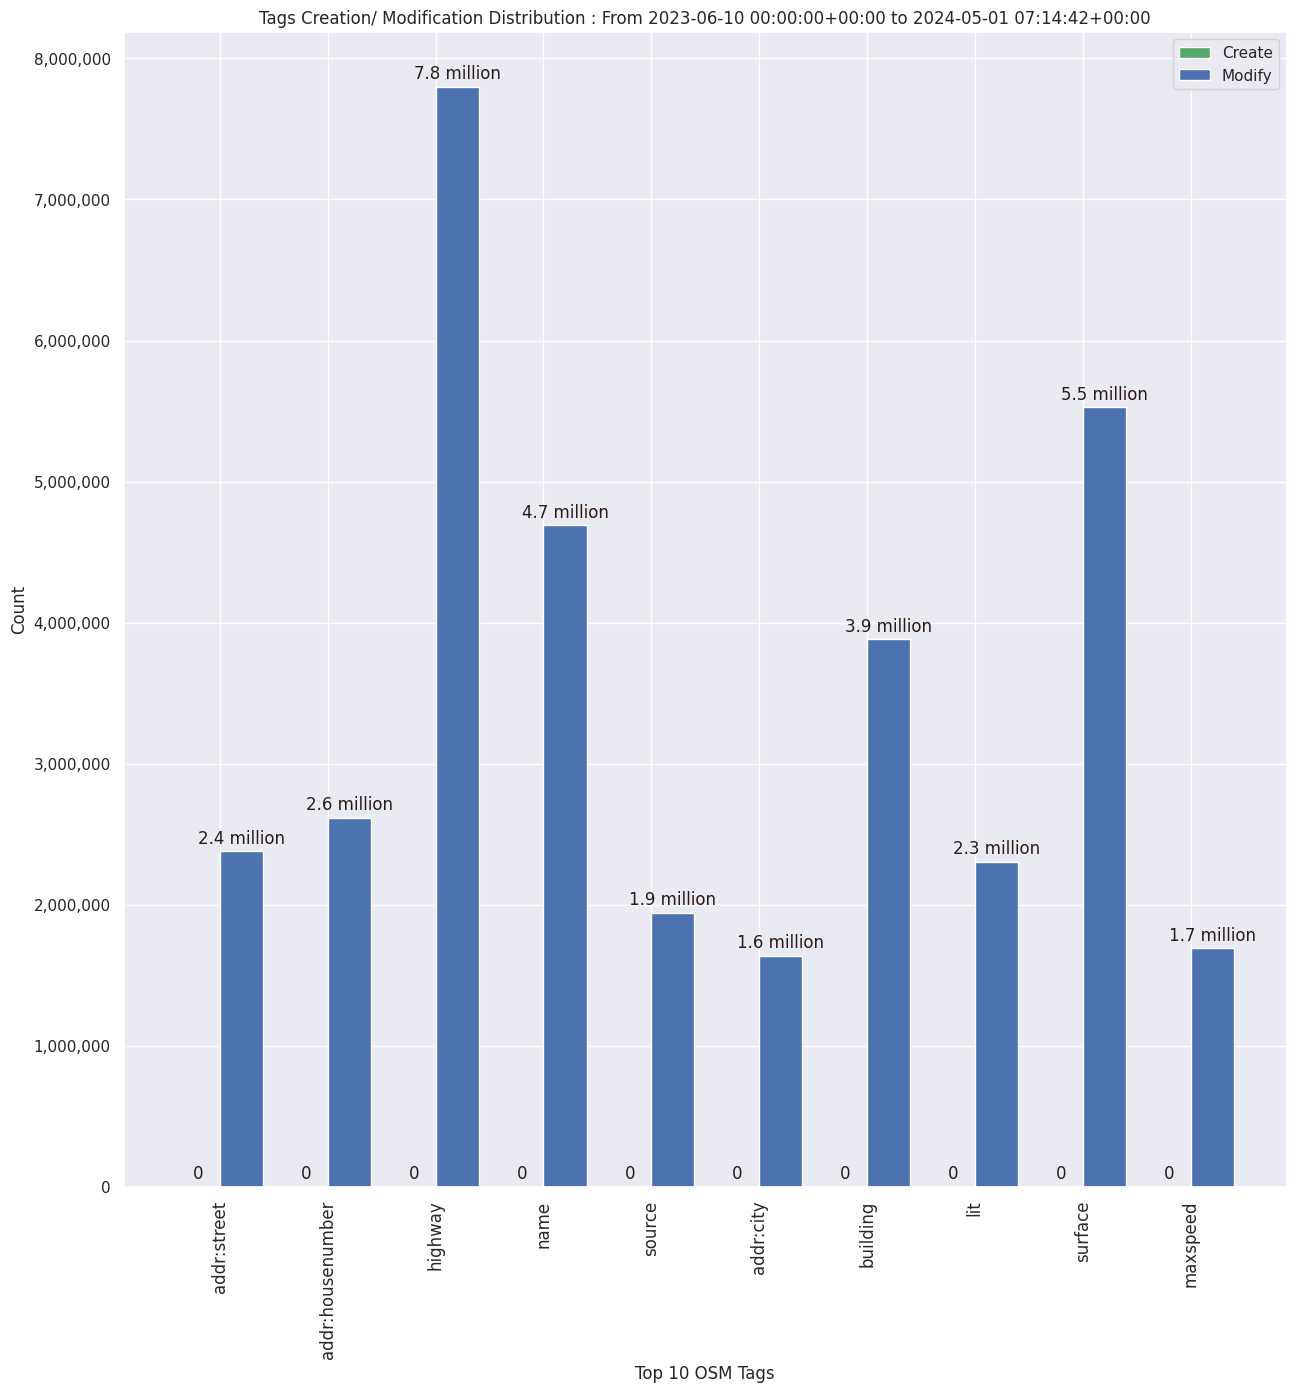 Tags Creation/ Modification Distribution : From 2023-06-10 00:00:00+00:00 to 2024-05-01 07:14:42+00:00
Create
Modify
8,000,000
7,000,000
6,000,000
5,000,000
4,000,000
3,000,000
2,000,000
1,000,000
0
Count
2.4 million
2.6 million
7.8 million
4.7 million
1.9 million
1.6 million
3.9 million
2.3 million
5.5 million
1.7 million
0
0
0
0
0
0
0
0
0
0
addr:street
addr:housenumber
highway
name
source
addr:city
building
lit
surface
maxspeed
Top 10 OSM Tags